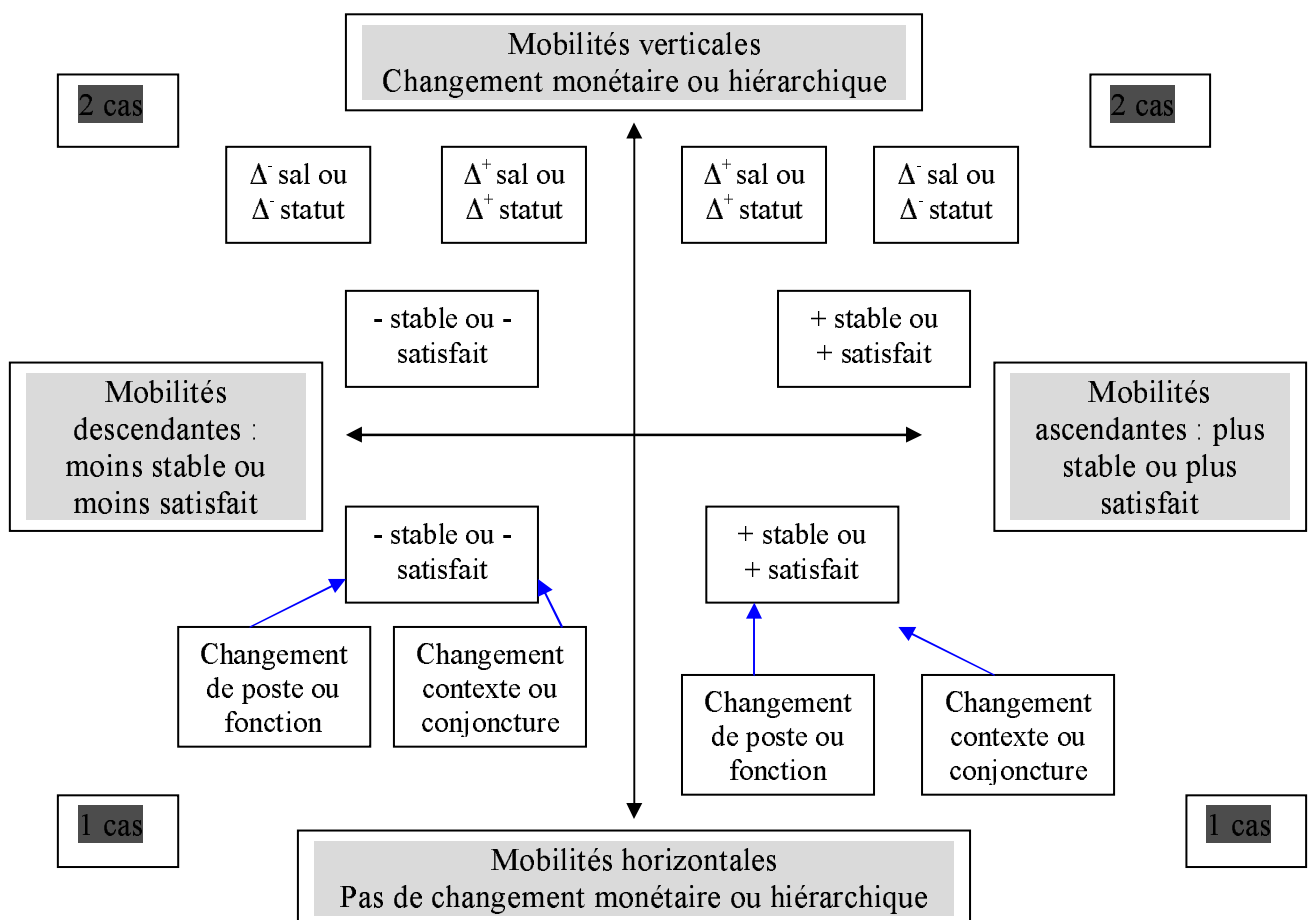 Mobilités verticales
Changement monétaire ou hiérarchique
2 cas
2 cas
Δ⁻ sal ou
Δ⁻ statut
Δ⁺ sal ou
Δ⁺ statut
Δ⁺ sal ou
Δ⁺ statut
Δ⁻ sal ou
Δ⁻ statut
- stable ou -
satisfait
+ stable ou
+ satisfait
Mobilités
descendantes :
moins stable ou
moins satisfait
Mobilités
ascendantes : plus
stable ou plus
satisfait
- stable ou -
satisfait
+ stable ou
+ satisfait
Changement
de poste ou
fonction
Changement
contexte ou
conjoncture
Changement
de poste ou
fonction
Changement
contexte ou
conjoncture
1 cas
1 cas
Mobilités horizontales
Pas de changement monétaire ou hiérarchique